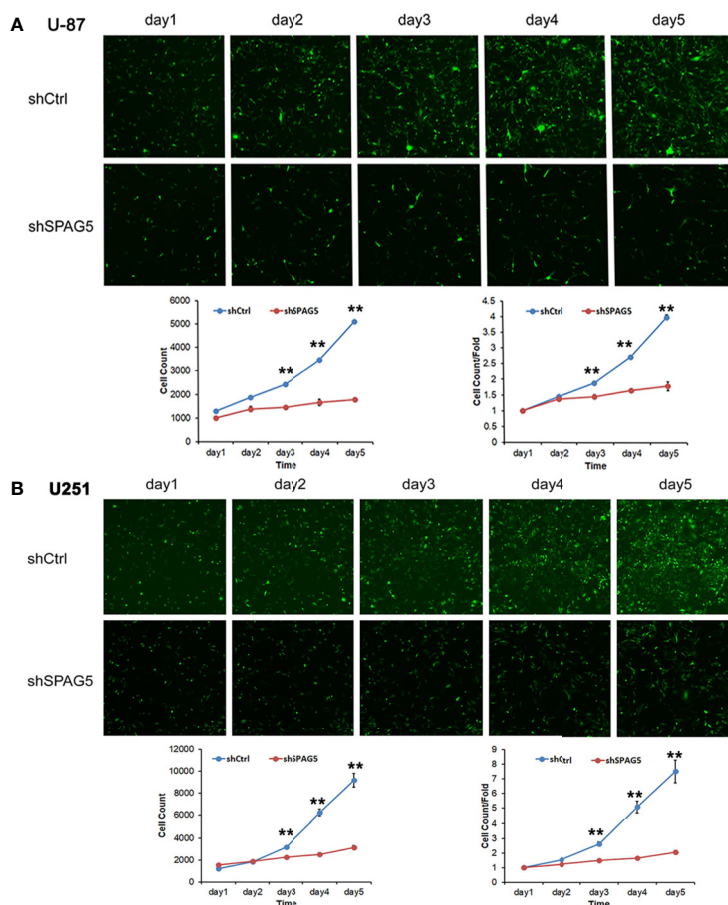 A U-87
day1 day2 day3 day4 day5
shCtrl
shSPAG5
6000
5000
4000
3000
2000
1000
0
Cell Count
shCtrl shSPAG5
** ** **
day1 day2 day3 day4 day5
Time
4.5
4
3.5
3
2.5
2
1.5
1
0.5
0
Cell Count/Fold
shCtrl shSPAG5
** ** **
day1 day2 day3 day4 day5
Time
B U251
day1 day2 day3 day4 day5
shCtrl
shSPAG5
12000
10000
8000
6000
4000
2000
0
Cell Count
shCtrl shSPAG5
** ** **
day1 day2 day3 day4 day5
Time
9
8
7
6
5
4
3
2
1
0
Cell Count/Fold
shCtrl shSPAG5
** ** **
day1 day2 day3 day4 day5
Time